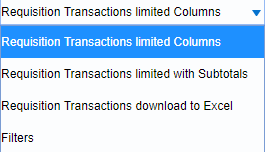 Requisition Transactions limited Columns
Requisition Transactions limited Columns
Requisition Transactions limited with Subtotals
Requisition Transactions download to Excel
Filters